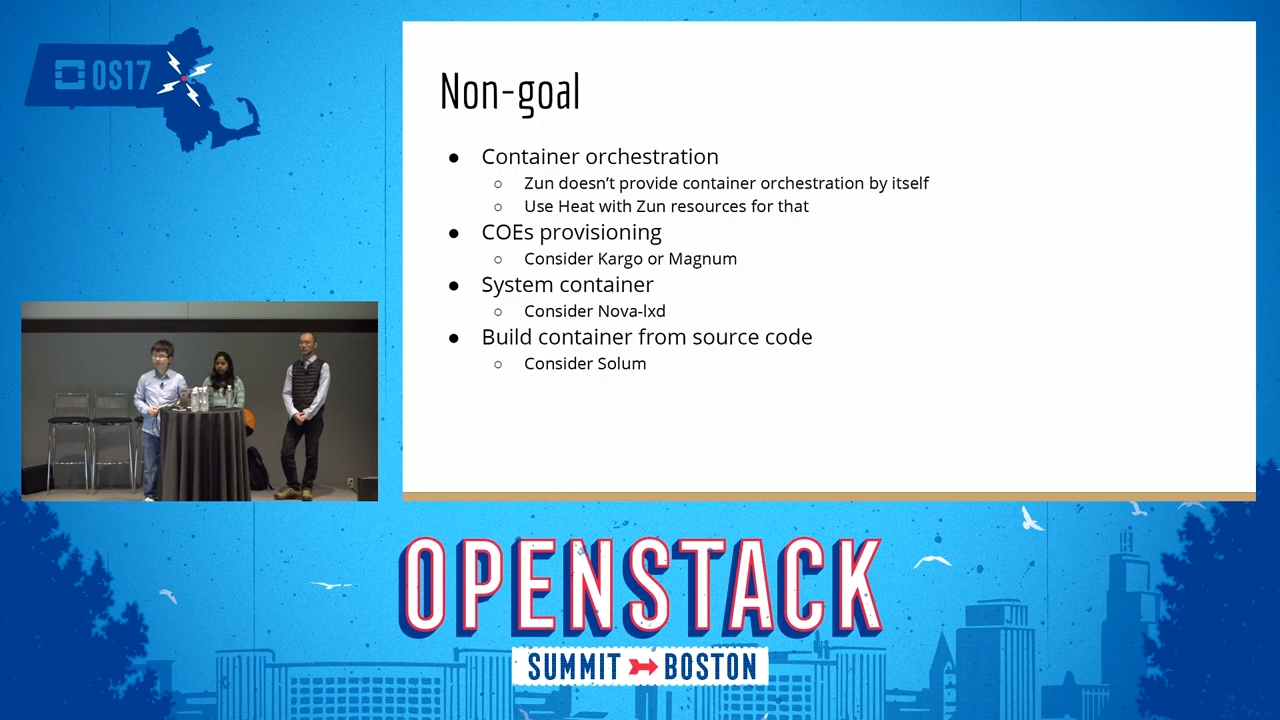 OS17
Non-goal
● Container orchestration
○ Zun doesn’t provide container orchestration by itself
○ Use Heat with Zun resources for that
● COEs provisioning
○ Consider Kargo or Magnum
● System container
○ Consider Nova-lxd
● Build container from source code
○ Consider Solum
OPENSTACK
SUMMIT BOSTON